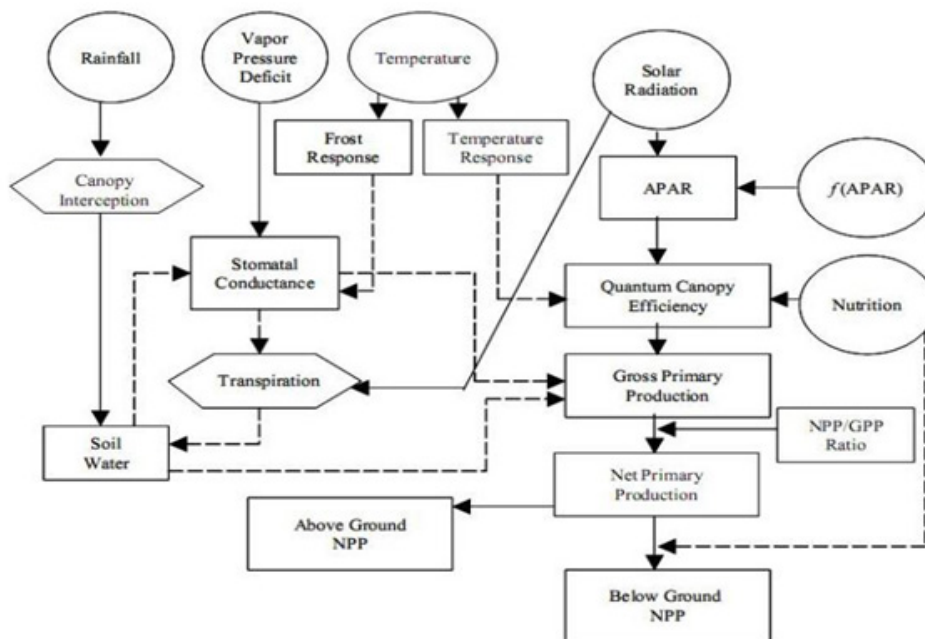 Rainfall
Vapor
Pressure
Deficit
Temperature
Solar
Radiation
Frost
Response
Temperature
Response
Canopy
Interception
APAR
f(APAR)
Stomatal
Conductance
Quantum Canopy
Efficiency
Nutrition
Transpiration
Gross Primary
Production
Soil
Water
NPP/GPP
Ratio
Net Primary
Production
Above Ground
NPP
Below Ground
NPP